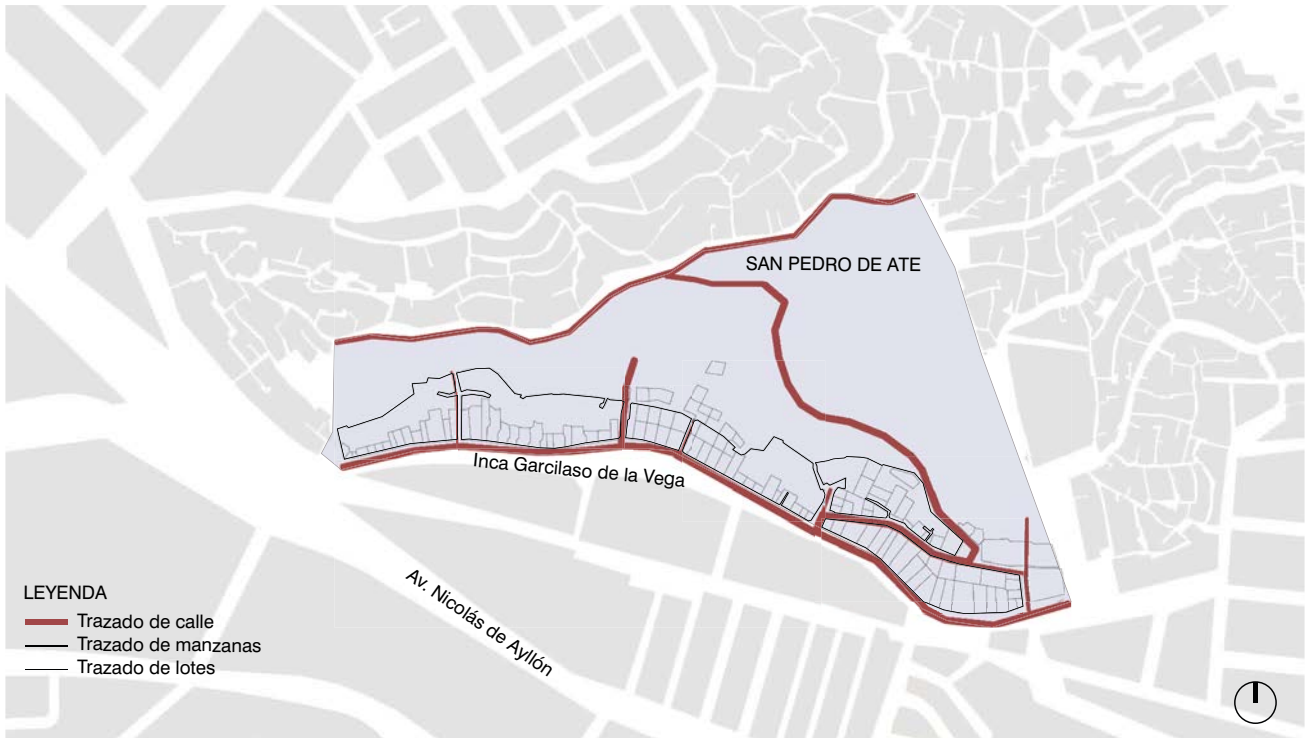 SAN PEDRO DE ATE
Inca Garcilaso de la Vega
Av. Nicolás de Ayllón
LEYENDA
Trazado de calle
Trazado de manzanas
Trazado de lotes